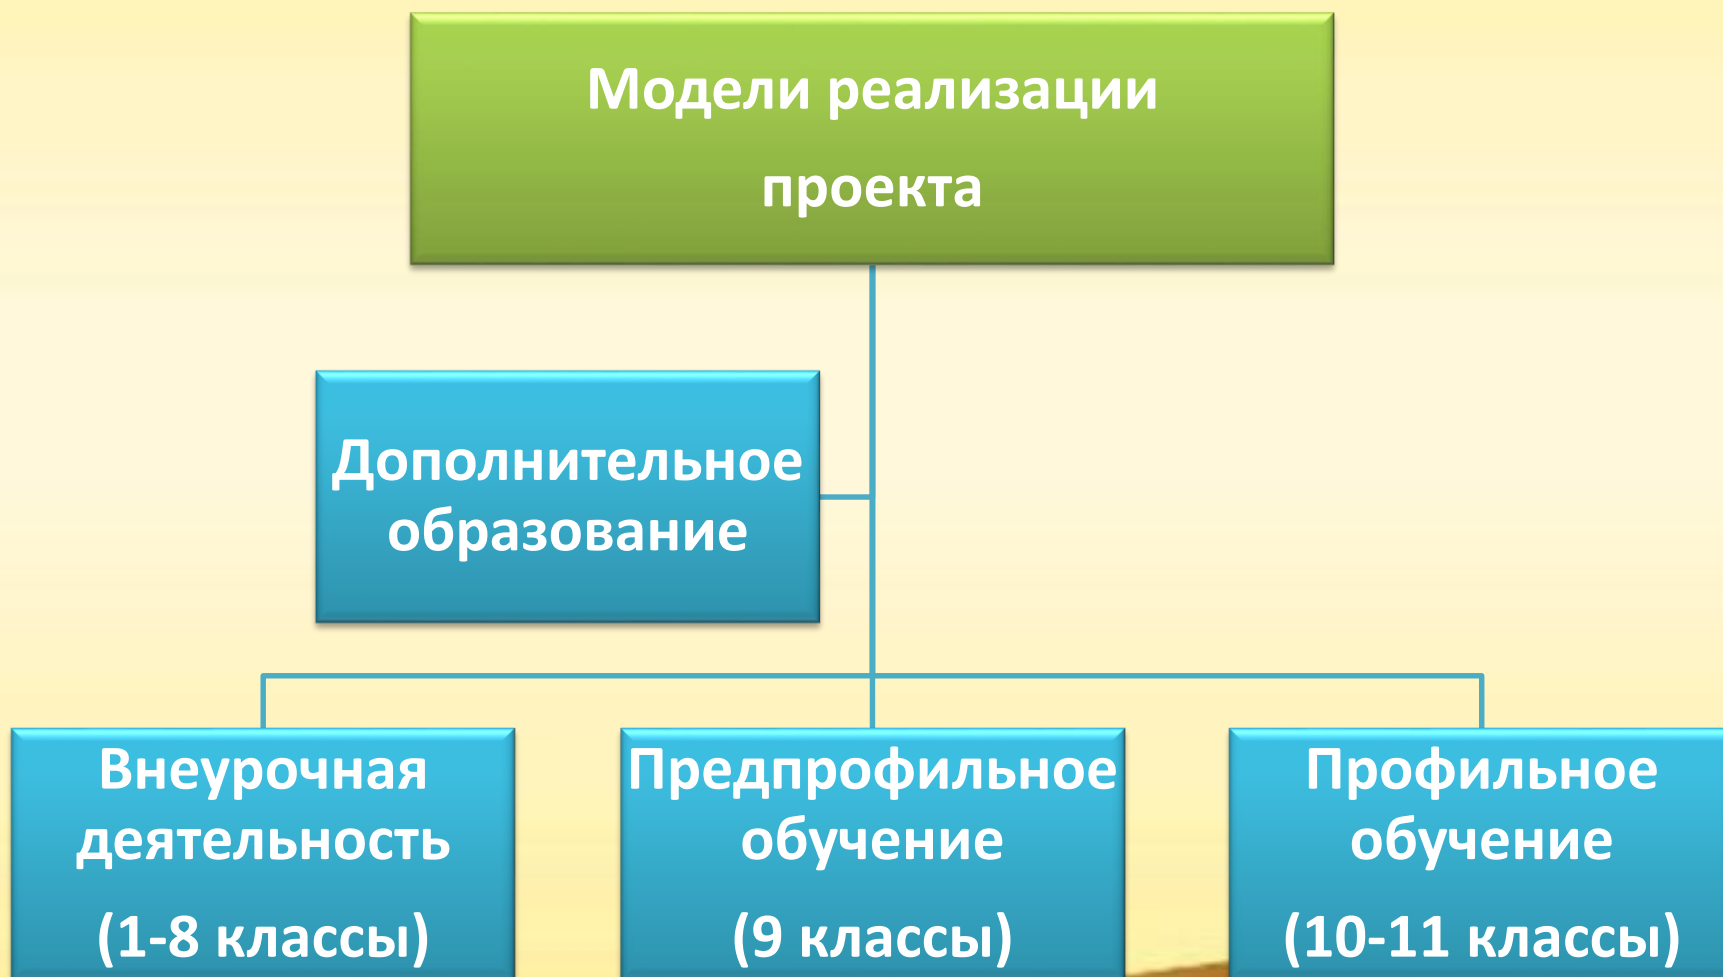 Модели реализации
проекта
Дополнительное
образование
Внеурочная
деятельность
(1-8 классы)
Предпрофильное
обучение
(9 классы)
Профильное
обучение
(10-11 классы)